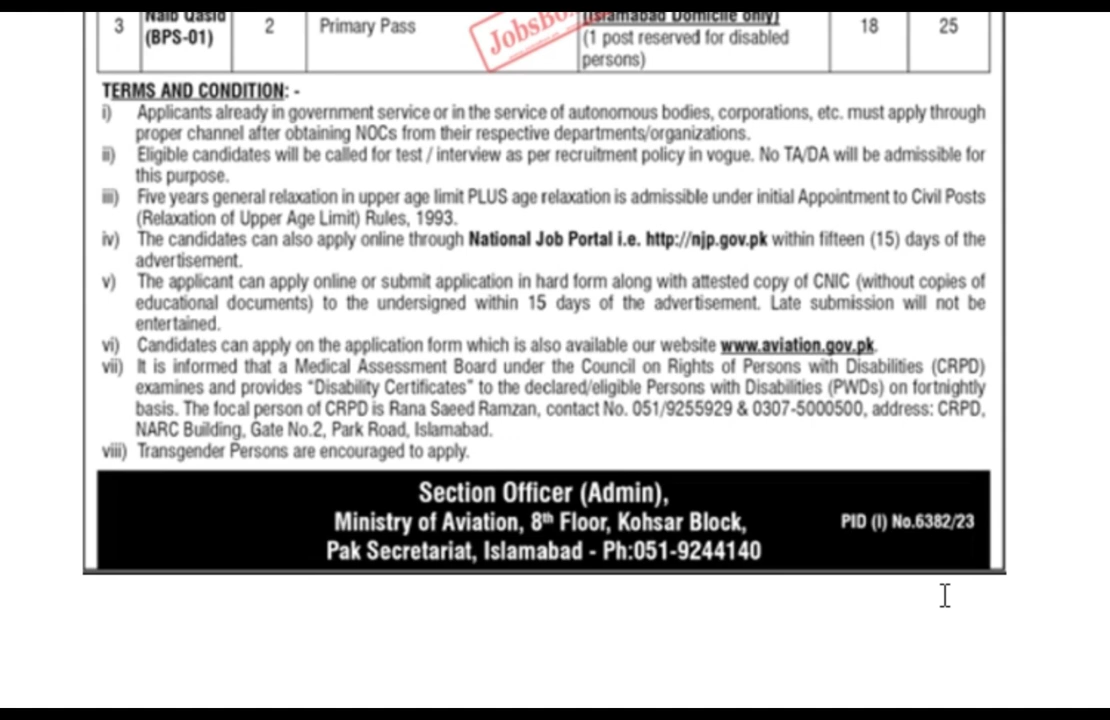 3 Naib Qasid 2 Primary Pass (Islamabad Domicile only) 18 25
(BPS-01) (1 post reserved for disabled
persons)
JobsBo
TERMS AND CONDITION: -
i) Applicants already in government service or in the service of autonomous bodies, corporations, etc. must apply through
proper channel after obtaining NOCs from their respective departments/organizations.
ii) Eligible candidates will be called for test / interview as per recruitment policy in vogue. No TA/DA will be admissible for
this purpose.
iii) Five years general relaxation in upper age limit PLUS age relaxation is admissible under initial Appointment to Civil Posts
(Relaxation of Upper Age Limit) Rules, 1993.
iv) The candidates can also apply online through National Job Portal i.e. http://njp.gov.pk within fifteen (15) days of the
advertisement.
v) The applicant can apply online or submit application in hard form along with attested copy of CNIC (without copies of
educational documents) to the undersigned within 15 days of the advertisement. Late submission will not be
entertained.
vi) Candidates can apply on the application form which is also available our website www.aviation.gov.pk.
vii) It is informed that a Medical Assessment Board under the Council on Rights of Persons with Disabilities (CRPD)
examines and provides "Disability Certificates" to the declared/eligible Persons with Disabilities (PWDs) on fortnightly
basis. The focal person of CRPD is Rana Saeed Ramzan, contact No. 051/9255929 & 0307-5000500, address: CRPD,
NARC Building, Gate No.2, Park Road, Islamabad.
viii) Transgender Persons are encouraged to apply.
Section Officer (Admin),
Ministry of Aviation, 8th Floor, Kohsar Block,
Pak Secretariat, Islamabad - Ph:051-9244140
PID (I) No.6382/23